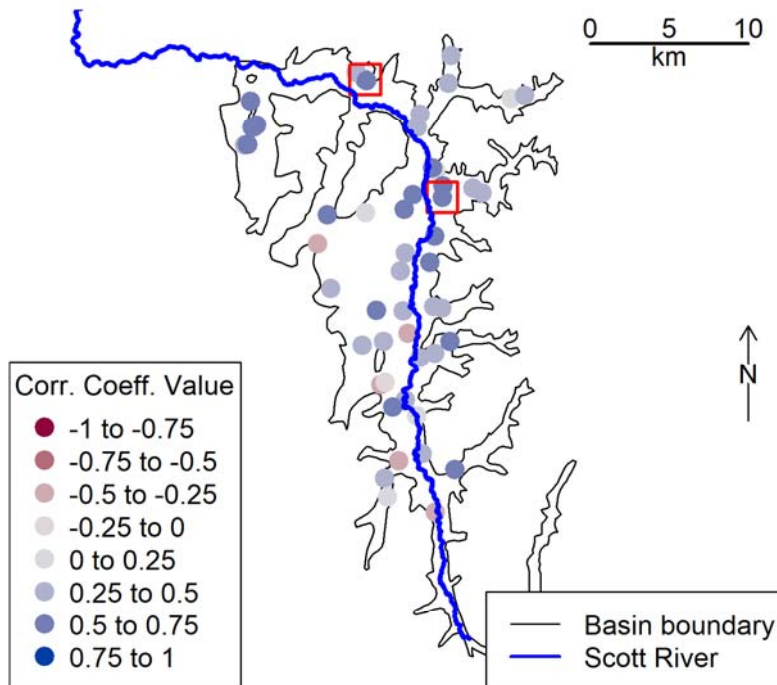 0 10
km
N
Corr. Coeff. Value
-1 to -0.75
-0.75 to -0.5
-0.5 to -0.25
-0.25 to 0
0 to 0.25
0.25 to 0.5
0.5 to 0.75
0.75 to 1
Basin boundary
Scott River